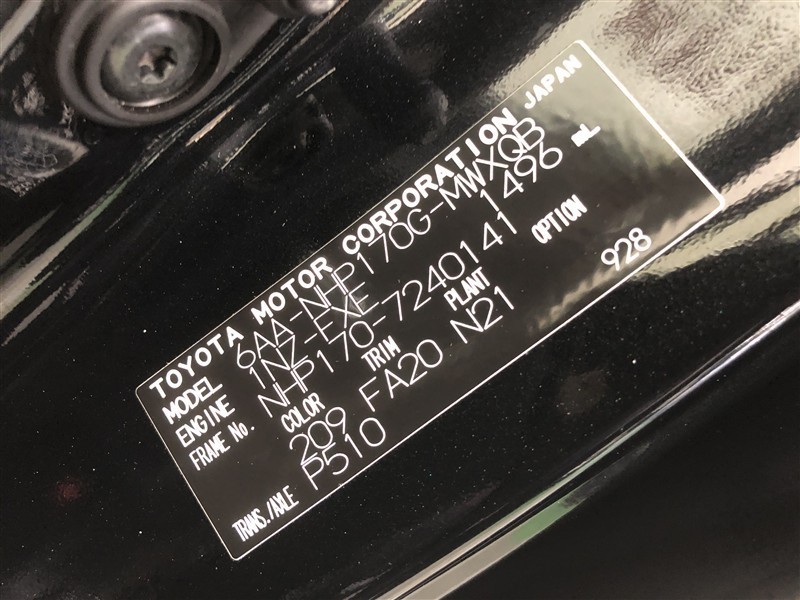 TOYOTA MOTOR CORPORATION JAPAN
MODEL 6AA-NHP170G-MWXQB
ENGINE 1NZ-FXE 1496 mL
FRAME No. NHP170-7240141
COLOR TRIM PLANT OPTION
209 FA20 N21 928
TRANS./AXLE P510